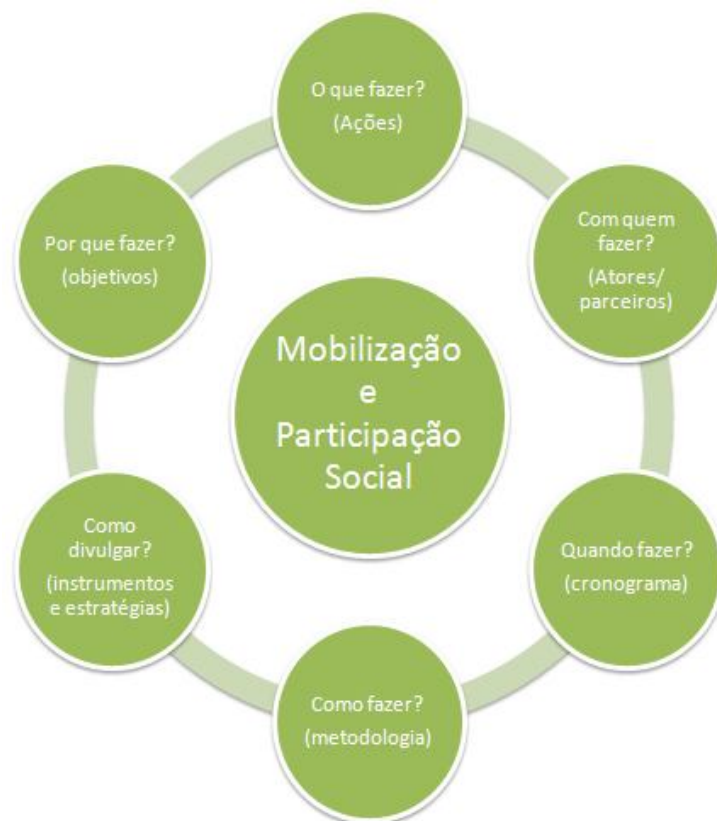 O que fazer?
(Ações)
Com quem
fazer?
(Atores/
parceiros)
Quando fazer?
(cronograma)
Como fazer?
(metodologia)
Como
divulgar?
(instrumentos
e estratégias)
Por que fazer?
(objetivos)
Mobilização
e
Participação
Social